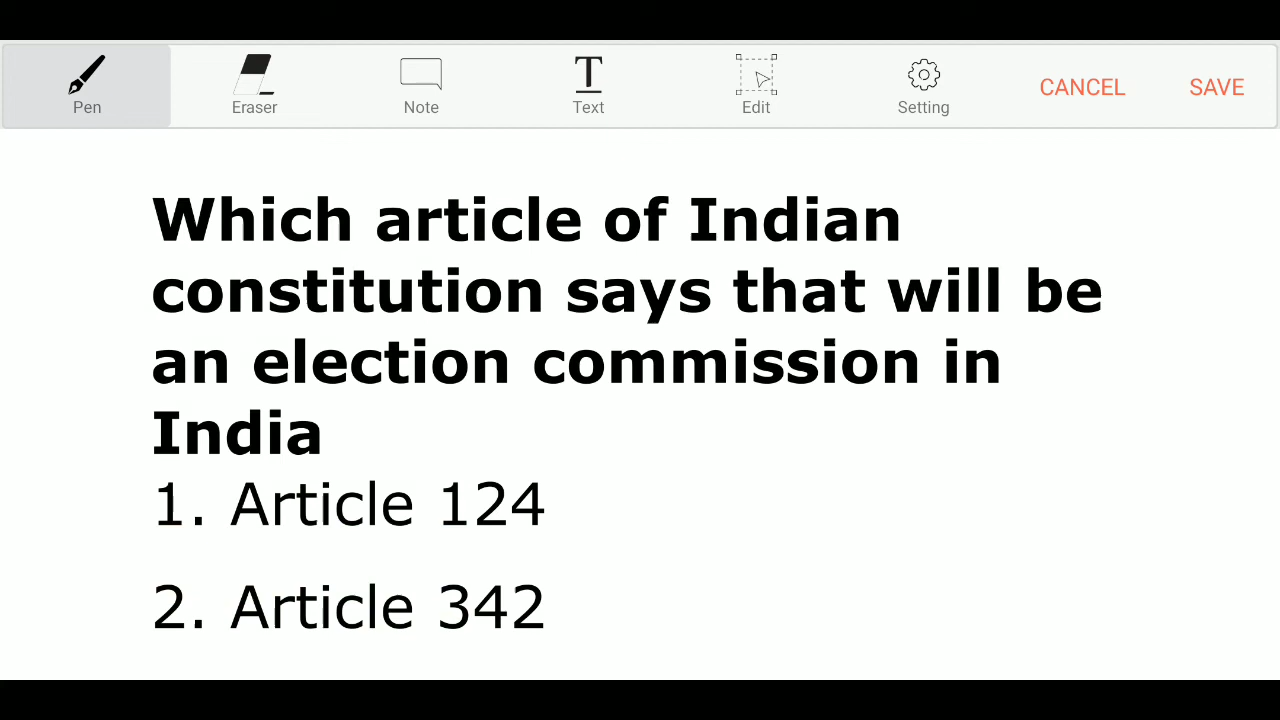 Pen Eraser Note Text Edit Setting CANCEL SAVE
Which article of Indian
constitution says that will be
an election commission in
India
1. Article 124
2. Article 342